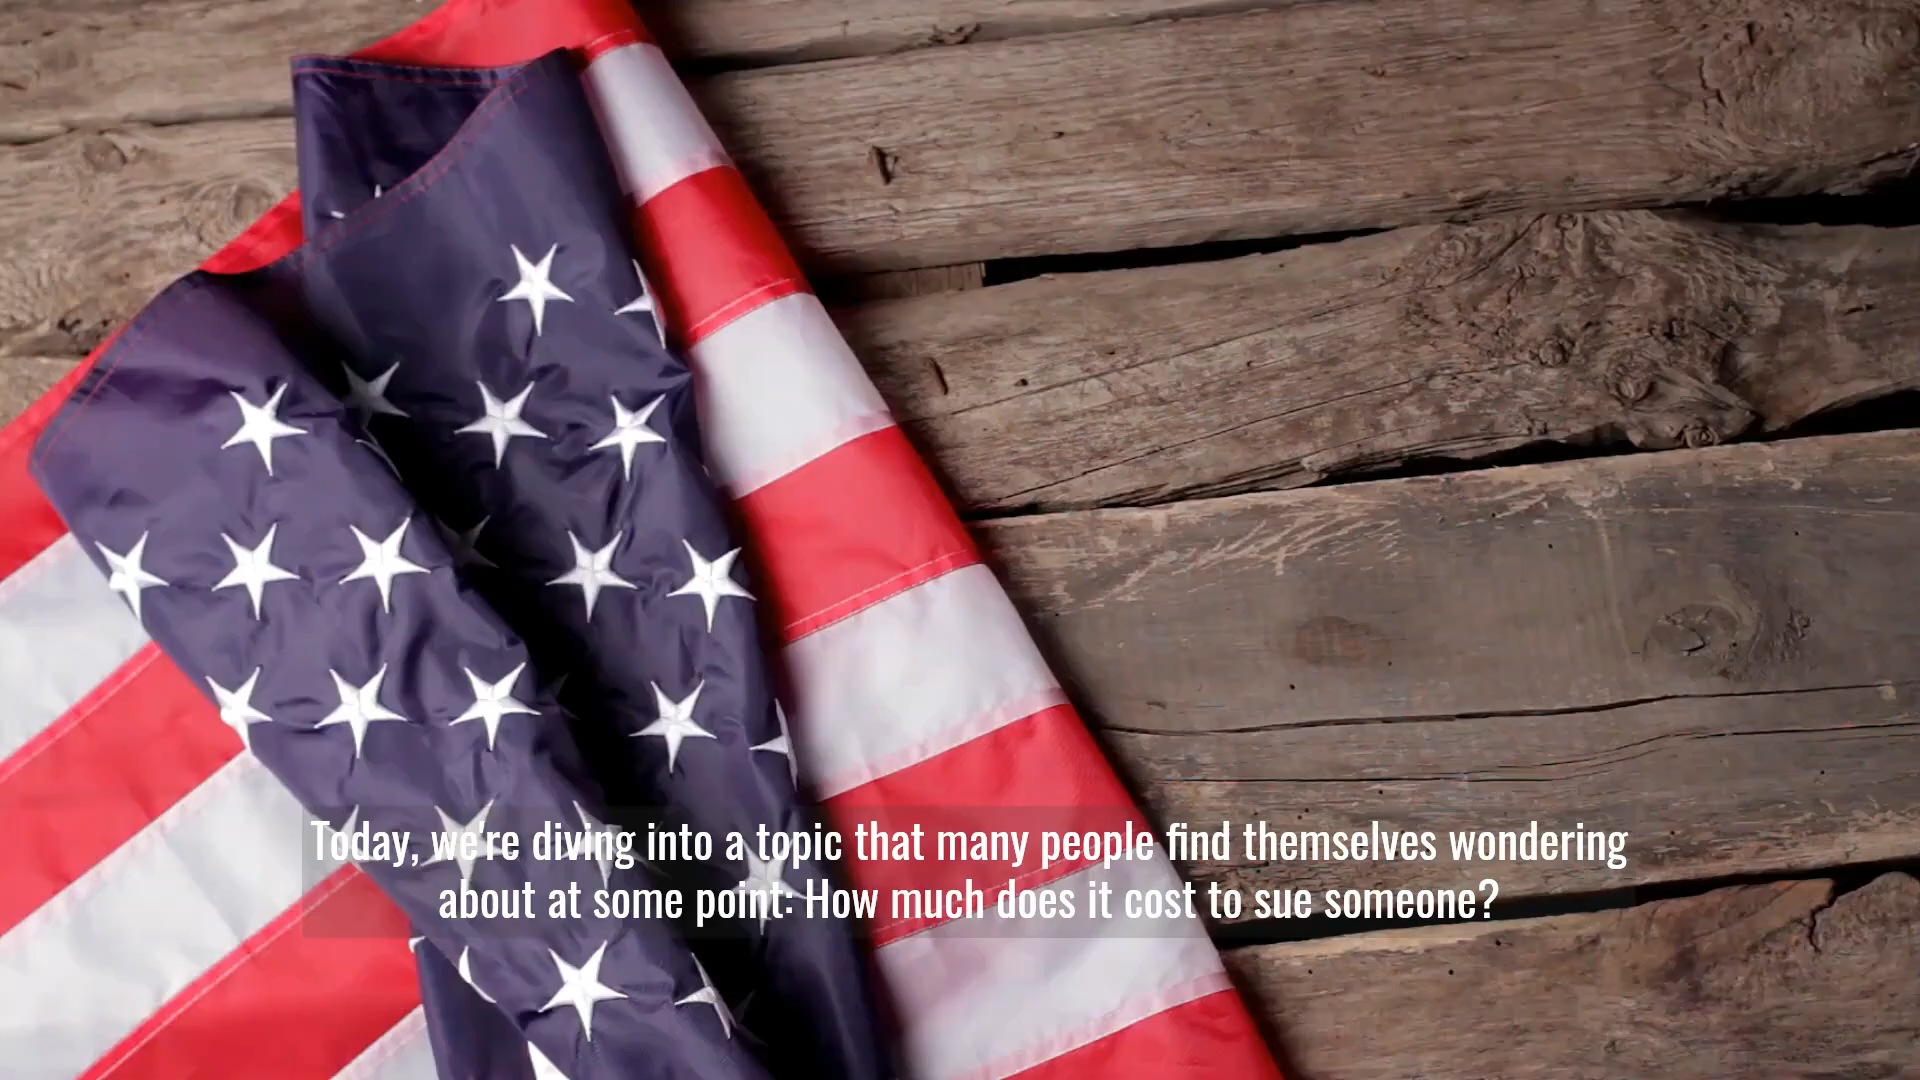 Today, we're diving into a topic that many people find themselves wondering
about at some point: How much does it cost to sue someone?